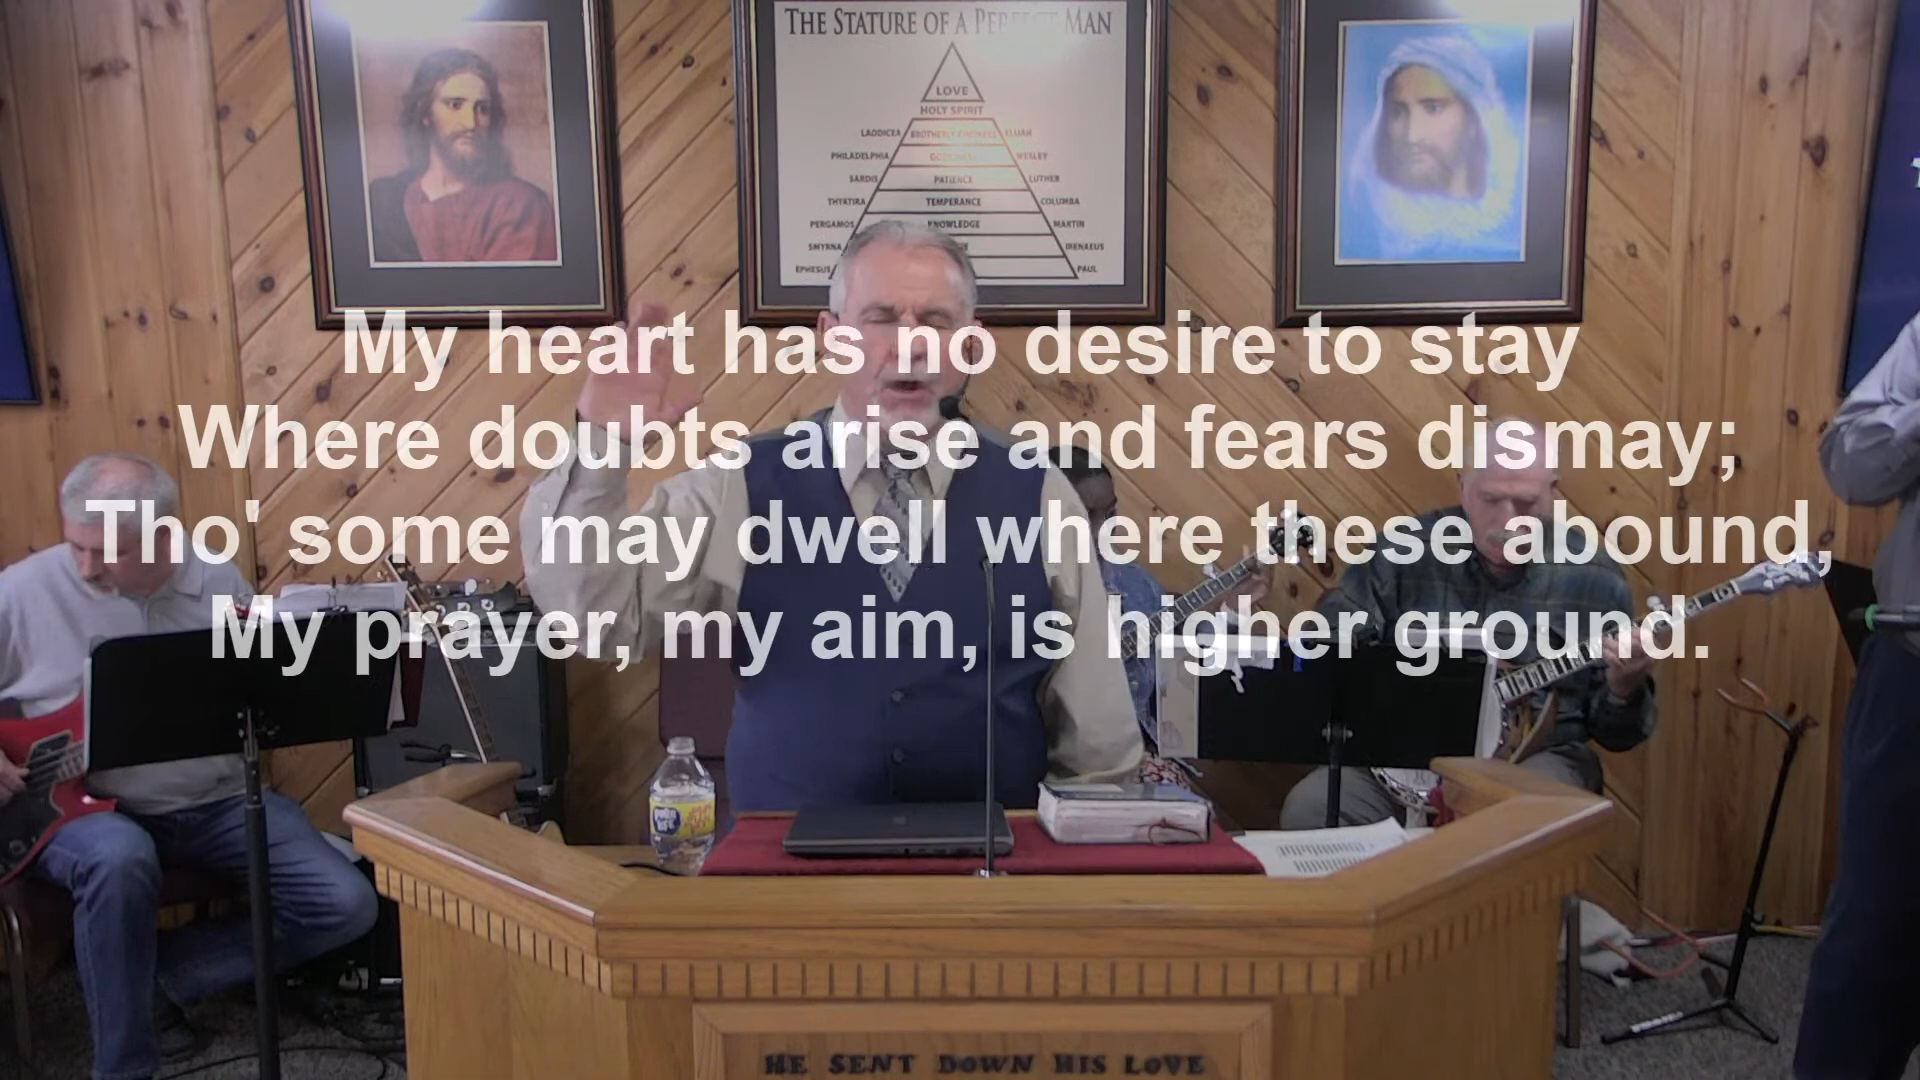 THE STATURE OF A PERFECT MAN
LOVE
HOLY SPIRIT
LAODICEA BROTHERLY KINDNESS ELIJAH
PHILADELPHIA GODLINESS WESLEY
SARDIS PATIENCE LUTHER
THYATIRA TEMPERANCE COLUMBA
PERGAMOS KNOWLEDGE MARTIN
SMYRNA IRENAEUS
EPHESUS PAUL
My heart has no desire to stay
Where doubts arise and fears dismay;
Tho' some may dwell where these abound,
My prayer, my aim, is higher ground.
HE SENT DOWN HIS LOVE